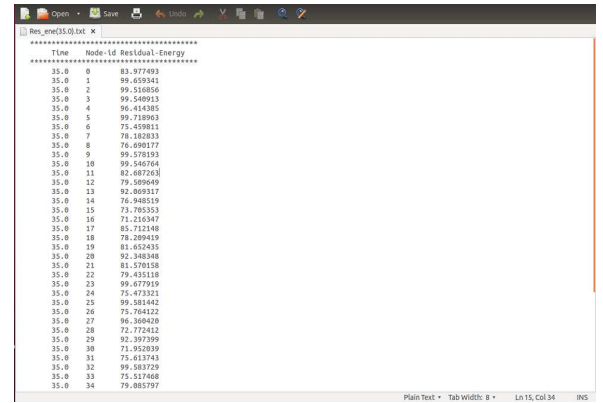 Open Save Undo
Res_ene(35.0).txt ×
****************************************
Time Node-id Residual-Energy
****************************************
35.0 0 83.977493
35.0 1 99.659341
35.0 2 99.516856
35.0 3 99.540913
35.0 4 96.414385
35.0 5 99.718963
35.0 6 75.459811
35.0 7 78.182833
35.0 8 76.690177
35.0 9 99.578193
35.0 10 99.546764
35.0 11 82.687263
35.0 12 79.509649
35.0 13 92.069317
35.0 14 76.948519
35.0 15 73.705353
35.0 16 71.216347
35.0 17 85.712148
35.0 18 78.209419
35.0 19 81.652435
35.0 20 92.348348
35.0 21 81.570158
35.0 22 79.435118
35.0 23 99.677919
35.0 24 75.473321
35.0 25 99.581442
35.0 26 75.764122
35.0 27 96.360420
35.0 28 72.772412
35.0 29 92.397399
35.0 30 71.952039
35.0 31 75.613743
35.0 32 99.583729
35.0 33 75.517468
35.0 34 79.085797
Plain Text Tab Width: 8 Ln 15, Col 34 INS